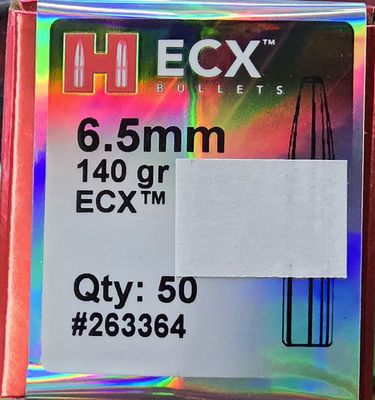 H ECX™
BULLETS
6.5mm
140 gr
ECX™
Qty: 50
#263364